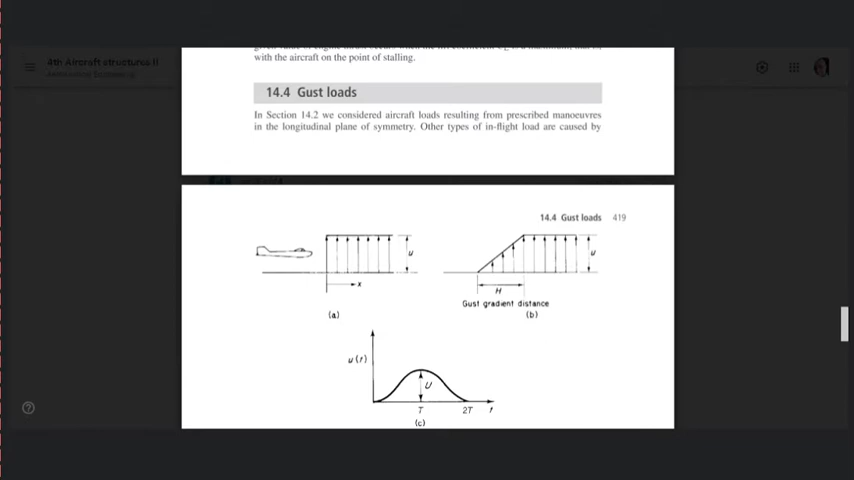 4th Aircraft structures II
with the aircraft on the point of stalling.
14.4 Gust loads
In Section 14.2 we considered aircraft loads resulting from prescribed manoeuvres
in the longitudinal plane of symmetry. Other types of in-flight load are caused by
14.4 Gust loads 419
u
u
x
H
Gust gradient distance
(a)
(b)
u(t)
U
T
2T
t
(c)